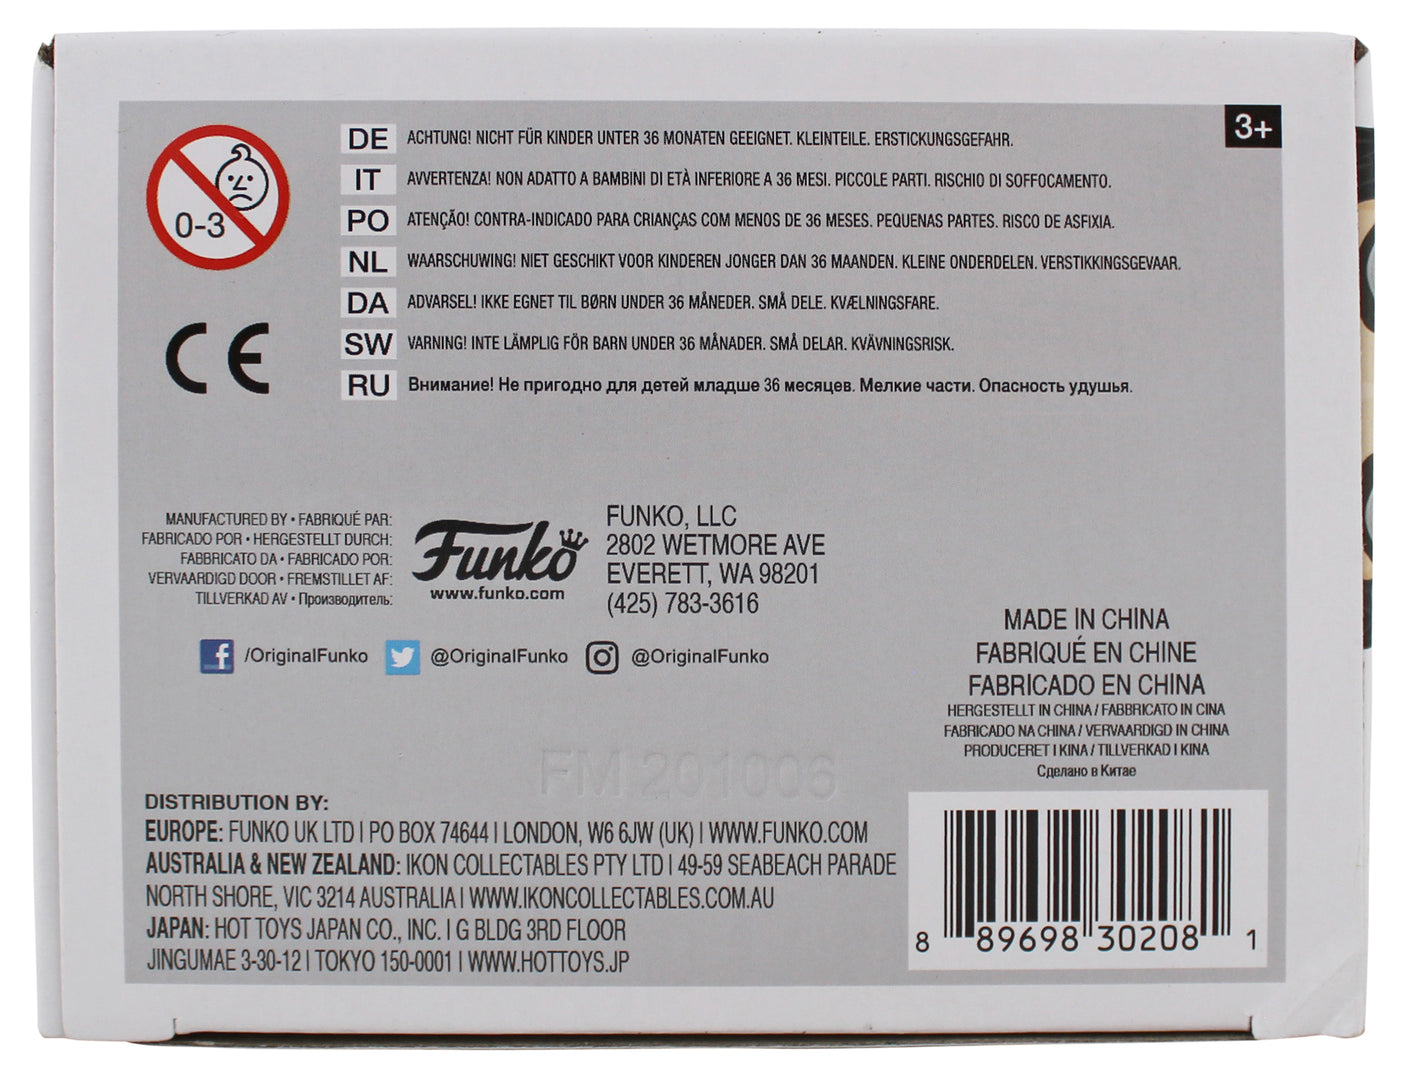 3+
0-3
DE ACHTUNG! NICHT FÜR KINDER UNTER 36 MONATEN GEEIGNET. KLEINTEILE. ERSTICKUNGSGEFAHR.
IT AVVERTENZA! NON ADATTO A BAMBINI DI ETÀ INFERIORE A 36 MESI. PICCOLE PARTI. RISCHIO DI SOFFOCAMENTO.
PO ATENÇÃO! CONTRA-INDICADO PARA CRIANÇAS COM MENOS DE 36 MESES. PEQUENAS PARTES. RISCO DE ASFIXIA.
NL WAARSCHUWING! NIET GESCHIKT VOOR KINDEREN JONGER DAN 36 MAANDEN. KLEINE ONDERDELEN. VERSTIKKINGSGEVAAR.
DA ADVARSEL! IKKE EGNET TIL BØRN UNDER 36 MÅNEDER. SMÅ DELE. KVÆLNINGSFARE.
SW VARNING! INTE LÄMPLIG FÖR BARN UNDER 36 MÅNADER. SMÅ DELAR. KVÄVNINGSRISK.
RU Внимание! Не пригодно для детей младше 36 месяцев. Мелкие части. Опасность удушья.
CE
MANUFACTURED BY • FABRIQUÉ PAR:
FABRICADO POR • HERGESTELLT DURCH:
FABBRICATO DA • FABRICADO POR:
VERVAARDIGD DOOR • FREMSTILLET AF:
TILLVERKAD AV • Производитель:
Funko
www.funko.com
FUNKO, LLC
2802 WETMORE AVE
EVERETT, WA 98201
(425) 783-3616
/OriginalFunko @OriginalFunko @OriginalFunko
MADE IN CHINA
FABRIQUÉ EN CHINE
FABRICADO EN CHINA
HERGESTELLT IN CHINA / FABBRICATO IN CINA
FABRICADO NA CHINA / VERVAARDIGD IN CHINA
PRODUCERET I KINA / TILLVERKAD I KINA
Сделано в Китае
FM 201006
DISTRIBUTION BY:
EUROPE: FUNKO UK LTD | PO BOX 74644 | LONDON, W6 6JW (UK) | WWW.FUNKO.COM
AUSTRALIA & NEW ZEALAND: IKON COLLECTABLES PTY LTD | 49-59 SEABEACH PARADE
NORTH SHORE, VIC 3214 AUSTRALIA | WWW.IKONCOLLECTABLES.COM.AU
JAPAN: HOT TOYS JAPAN CO., INC. | G BLDG 3RD FLOOR
JINGUMAE 3-30-12 | TOKYO 150-0001 | WWW.HOTTOYS.JP
8 89698 30208 1